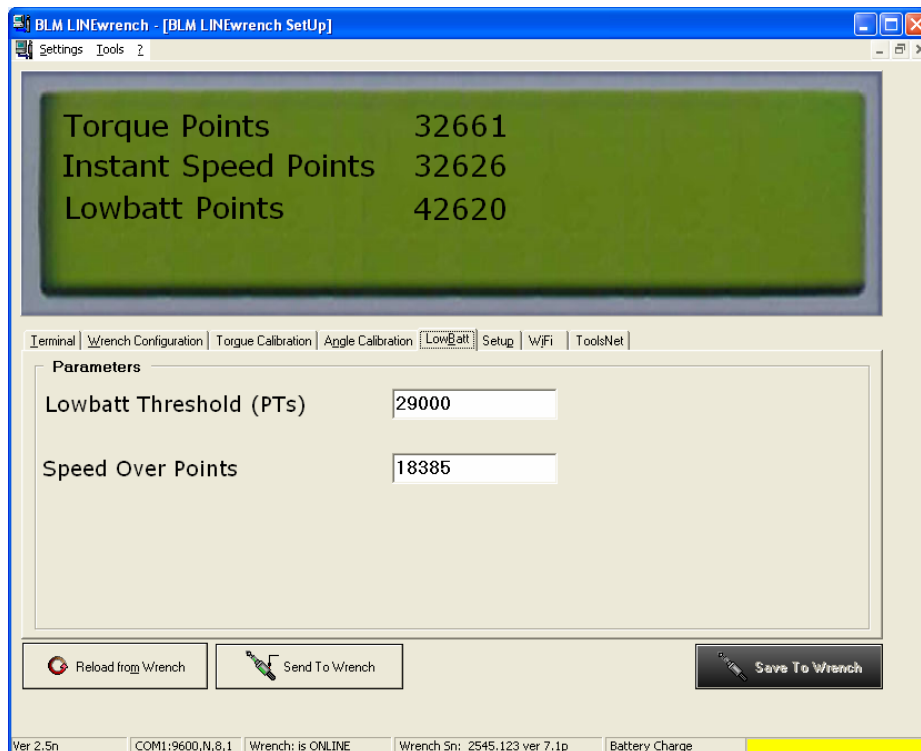 BLM LINEwrench - [BLM LINEwrench SetUp]
Settings Tools ?
Torque Points 32661
Instant Speed Points 32626
Lowbatt Points 42620
Terminal Wrench Configuration Torque Calibration Angle Calibration LowBatt Setup WiFi ToolsNet
Parameters
Lowbatt Threshold (PTs) 29000
Speed Over Points 18385
Reload from Wrench Send To Wrench Save To Wrench
Ver 2.5n COM1:9600,N,8,1 Wrench: is ONLINE Wrench Sn: 2545.123 ver 7.1p Battery Charge